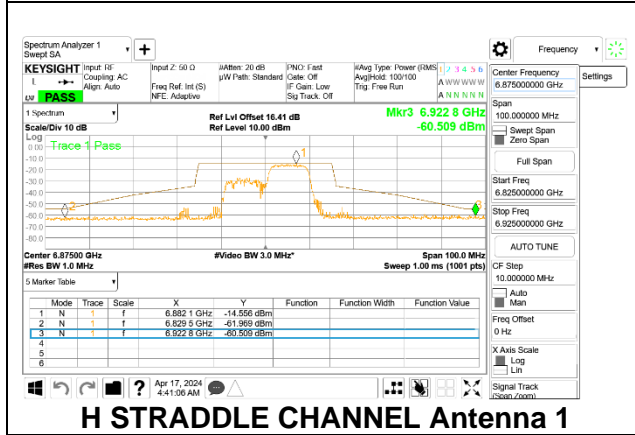 Spectrum Analyzer 1
Swept SA
Frequency
KEYSIGHT Input: RF Input Z: 50 Ω #Atten: 20 dB PNO: Fast #Avg Type: Power (RMS 1 2 3 4 5 6
L Coupling: AC µW Path: Standard Gate: Off Avg|Hold: 100/100 A W W W W W
Align: Auto Freq Ref: Int (S) IF Gain: Low Trig: Free Run
PASS NFE: Adaptive Sig Track: Off A N N N N N
1 Spectrum
Scale/Div 10 dB
Ref Lvl Offset 16.41 dB
Ref Level 10.00 dBm
Mkr3 6.922 8 GHz
-60.509 dBm
Log
Trace 1 Pass
0.00
-10.0
-20.0
-30.0
-40.0
-50.0
-60.0
-70.0
-80.0
1
2
3
Center 6.87500 GHz #Video BW 3.0 MHz* Span 100.0 MHz
#Res BW 1.0 MHz Sweep 1.00 ms (1001 pts)
5 Marker Table
Mode Trace Scale X Y Function Function Width Function Value
1 N 1 f 6.882 1 GHz -14.556 dBm
2 N 1 f 6.829 5 GHz -61.969 dBm
3 N 1 f 6.922 8 GHz -60.509 dBm
4
5
6
Apr 17, 2024
4:41:06 AM
Center Frequency
6.875000000 GHz
Settings
Span
100.000000 MHz
Swept Span
Zero Span
Full Span
Start Freq
6.825000000 GHz
Stop Freq
6.925000000 GHz
AUTO TUNE
CF Step
10.000000 MHz
Auto
Man
Freq Offset
0 Hz
X Axis Scale
Log
Lin
Signal Track
(Span Zoom)
H STRADDLE CHANNEL Antenna 1